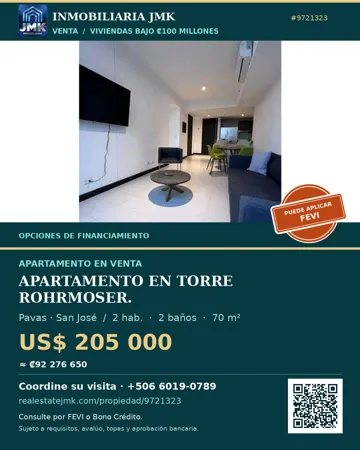 JMK
INMOBILIARIA JMK
#9721323
VENTA / VIVIENDAS BAJO ₡100 MILLONES
PUEDE APLICAR
FEVI
OPCIONES DE FINANCIAMIENTO
APARTAMENTO EN VENTA
APARTAMENTO EN TORRE
ROHRMOSER.
Pavas · San José / 2 hab. · 2 baños · 70 m²
US$ 205 000
≈ ₡92 276 650
Coordine su visita · +506 6019-0789
realestatejmk.com/propiedad/9721323
Consulte por FEVI o Bono Crédito.
Sujeto a requisitos, avalúo, topes y aprobación bancaria.